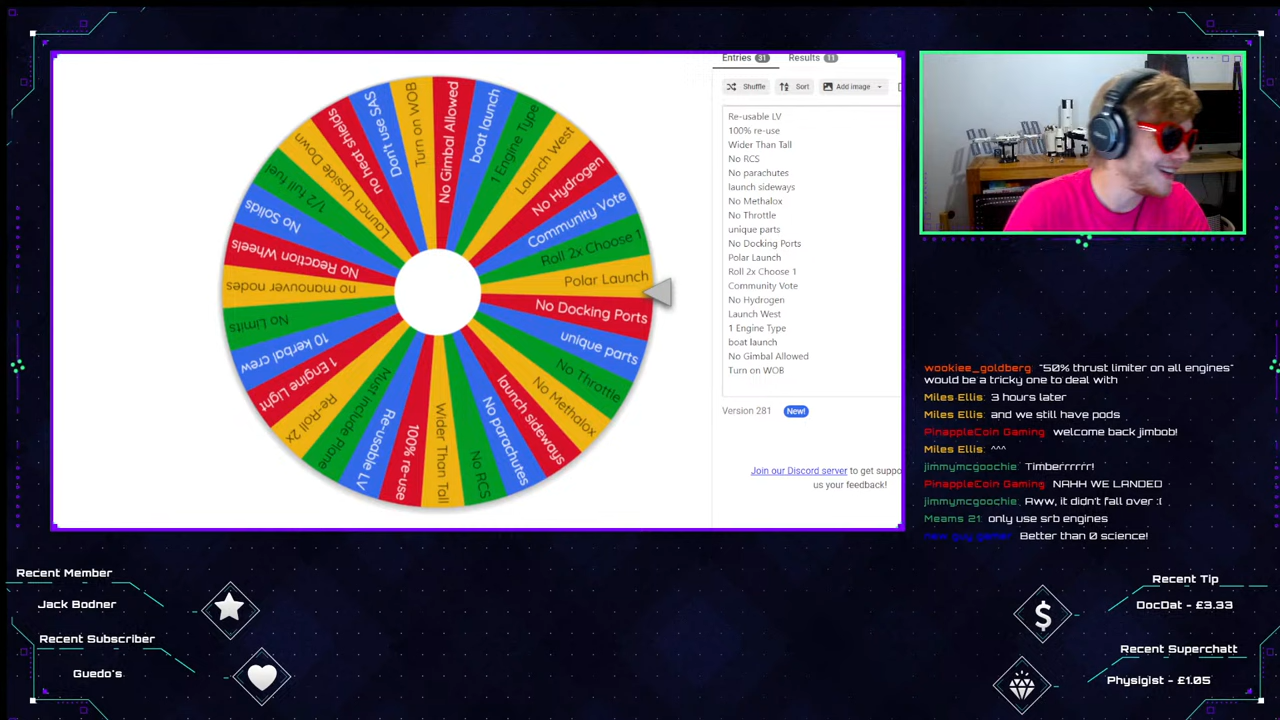 Entries 31
Results 11
Shuffle
Sort
Add image
Re-usable LV
100% re-use
Wider Than Tall
No RCS
No parachutes
launch sideways
No Methalox
No Throttle
unique parts
No Docking Ports
Polar Launch
Roll 2x Choose 1
Community Vote
No Hydrogen
Launch West
1 Engine Type
boat launch
No Gimbal Allowed
Turn on WOB
Version 281
New!
Join our Discord server to get suppo
us your feedback!
No Gimbal Allowed
boat launch
1 Engine Type
Launch West
No Hydrogen
Community Vote
Roll 2x Choose 1
Polar Launch
No Docking Ports
unique parts
No Throttle
No Methalox
launch sideways
No parachutes
No RCS
Wider Than Tall
100% re-use
Re-usable LV
Must include Plane
Re-Roll 2x
1 Engine Light
10 kerbal crew
No Limits
no manouver nodes
No Reaction Wheels
No Solids
1/2 full fuel
Launch Upside Down
no heat shields
Don't use SAS
Turn on WOB
wookiee_goldberg: "50% thrust limiter on all engines"
would be a tricky one to deal with
Miles Ellis: 3 hours later
Miles Ellis: and we still have pods
PinappleCoin Gaming: welcome back jimbob!
Miles Ellis: ^^^
jimmymcgoochie: Timberrrrrr!
PinappleCoin Gaming: NAHH WE LANDED
jimmymcgoochie: Aww, it didn't fall over :(
Meams 21: only use srb engines
new guy gamer: Better than 0 science!
Recent Member
Jack Bodner
Recent Subscriber
Guedo's
Recent Tip
DocDat - £3.33
$
Recent Superchatt
Physigist - £1.05